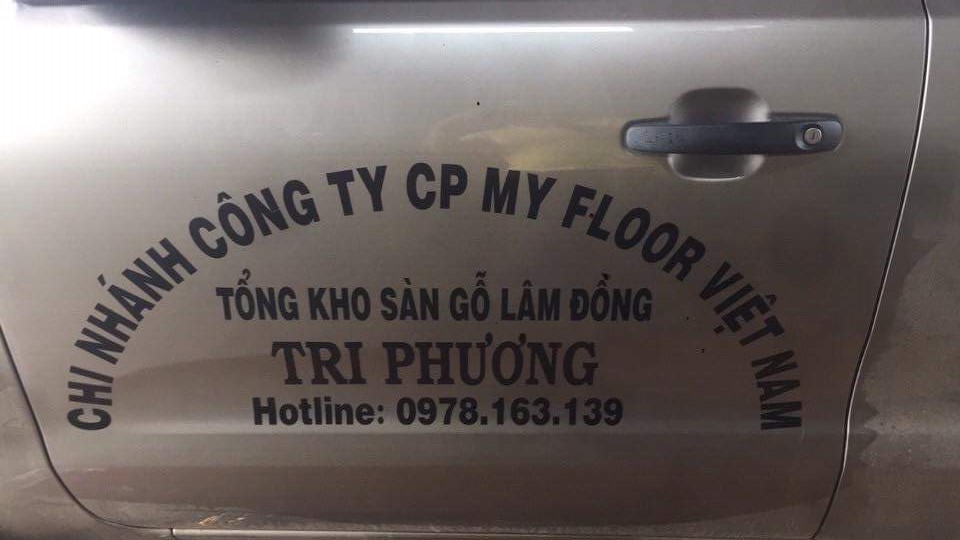 CHI NHÁNH CÔNG TY CP MY FLOOR VIỆT NAM
TỔNG KHO SÀN GỖ LÂM ĐỒNG
TRI PHƯƠNG
Hotline: 0978.163.139